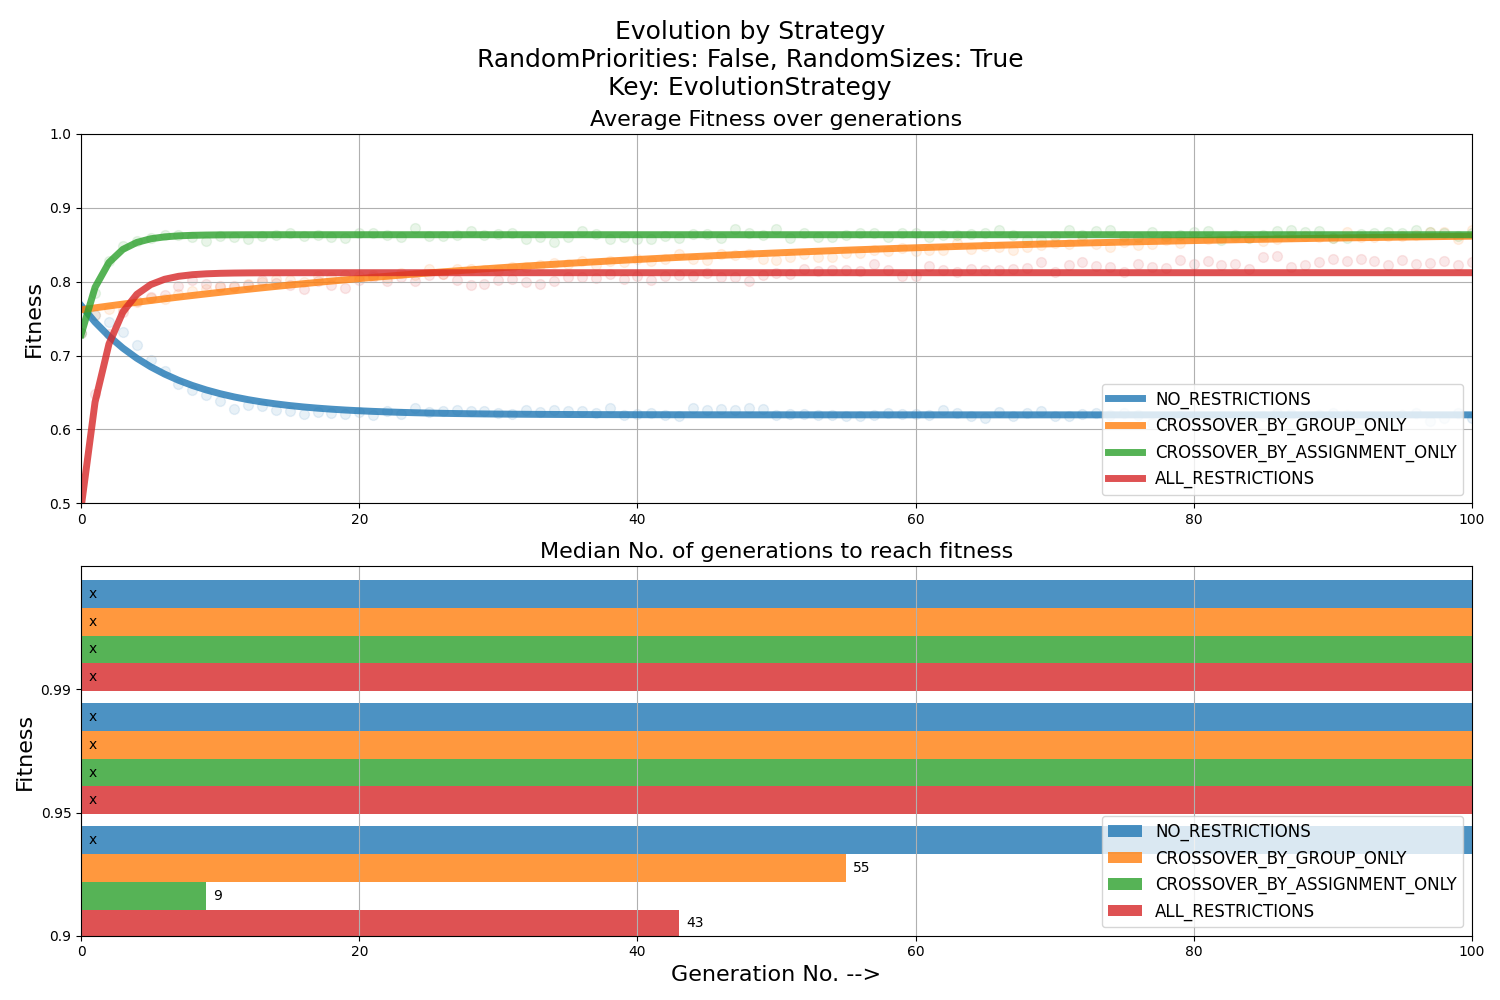 Evolution by Strategy
RandomPriorities: False, RandomSizes: True
Key: EvolutionStrategy
Average Fitness over generations
1.0
0.9
0.8
0.7
0.6
0.5
Fitness
0 20 40 60 80 100
NO_RESTRICTIONS
CROSSOVER_BY_GROUP_ONLY
CROSSOVER_BY_ASSIGNMENT_ONLY
ALL_RESTRICTIONS
Median No. of generations to reach fitness
x
x
x
x
0.99
x
x
x
x
0.95
x
55
9
43
0.9
Fitness
NO_RESTRICTIONS
CROSSOVER_BY_GROUP_ONLY
CROSSOVER_BY_ASSIGNMENT_ONLY
ALL_RESTRICTIONS
0 20 40 60 80 100
Generation No. -->